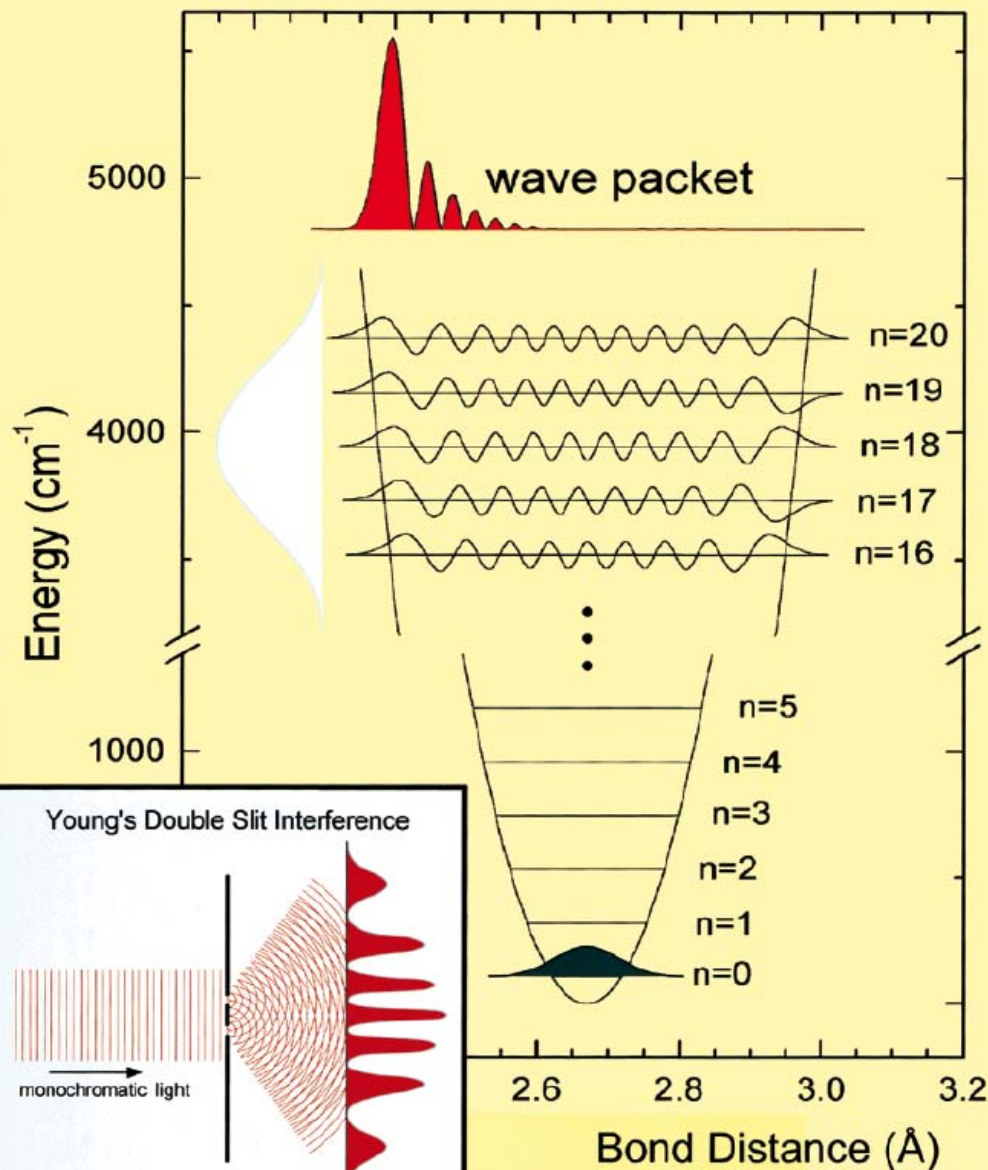 5000
wave packet
Energy (cm⁻¹)
4000
n=20
n=19
n=18
n=17
n=16
n=5
1000
n=4
n=3
n=2
n=1
n=0
Young's Double Slit Interference
monochromatic light
2.6 2.8 3.0 3.2
Bond Distance (Å)